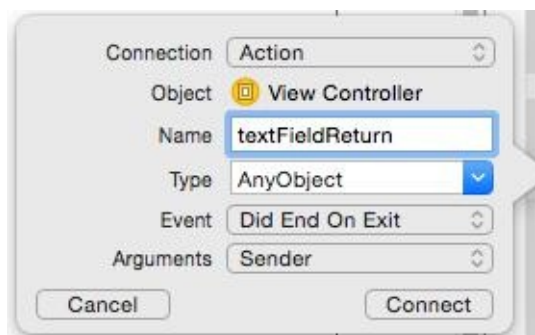 Connection Action
Object View Controller
Name textFieldReturn
Type AnyObject
Event Did End On Exit
Arguments Sender
Cancel Connect